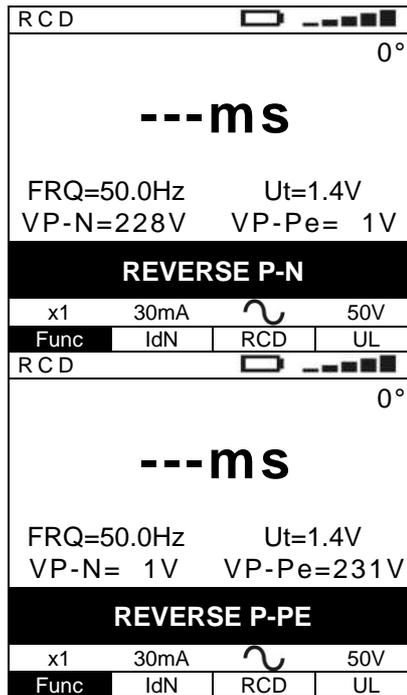 RCD
0°
---ms
FRQ=50.0Hz Ut=1.4V
VP-N=228V VP-Pe= 1V
REVERSE P-N
x1 30mA 50V
Func IdN RCD UL
RCD
0°
---ms
FRQ=50.0Hz Ut=1.4V
VP-N= 1V VP-Pe=231V
REVERSE P-PE
x1 30mA 50V
Func IdN RCD UL